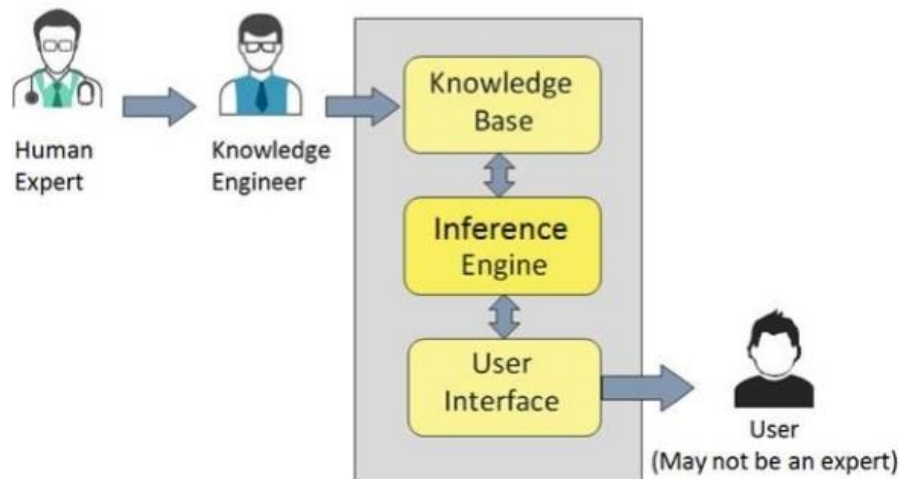 Human
Expert
Knowledge
Engineer
Knowledge
Base
Inference
Engine
User
Interface
User
(May not be an expert)